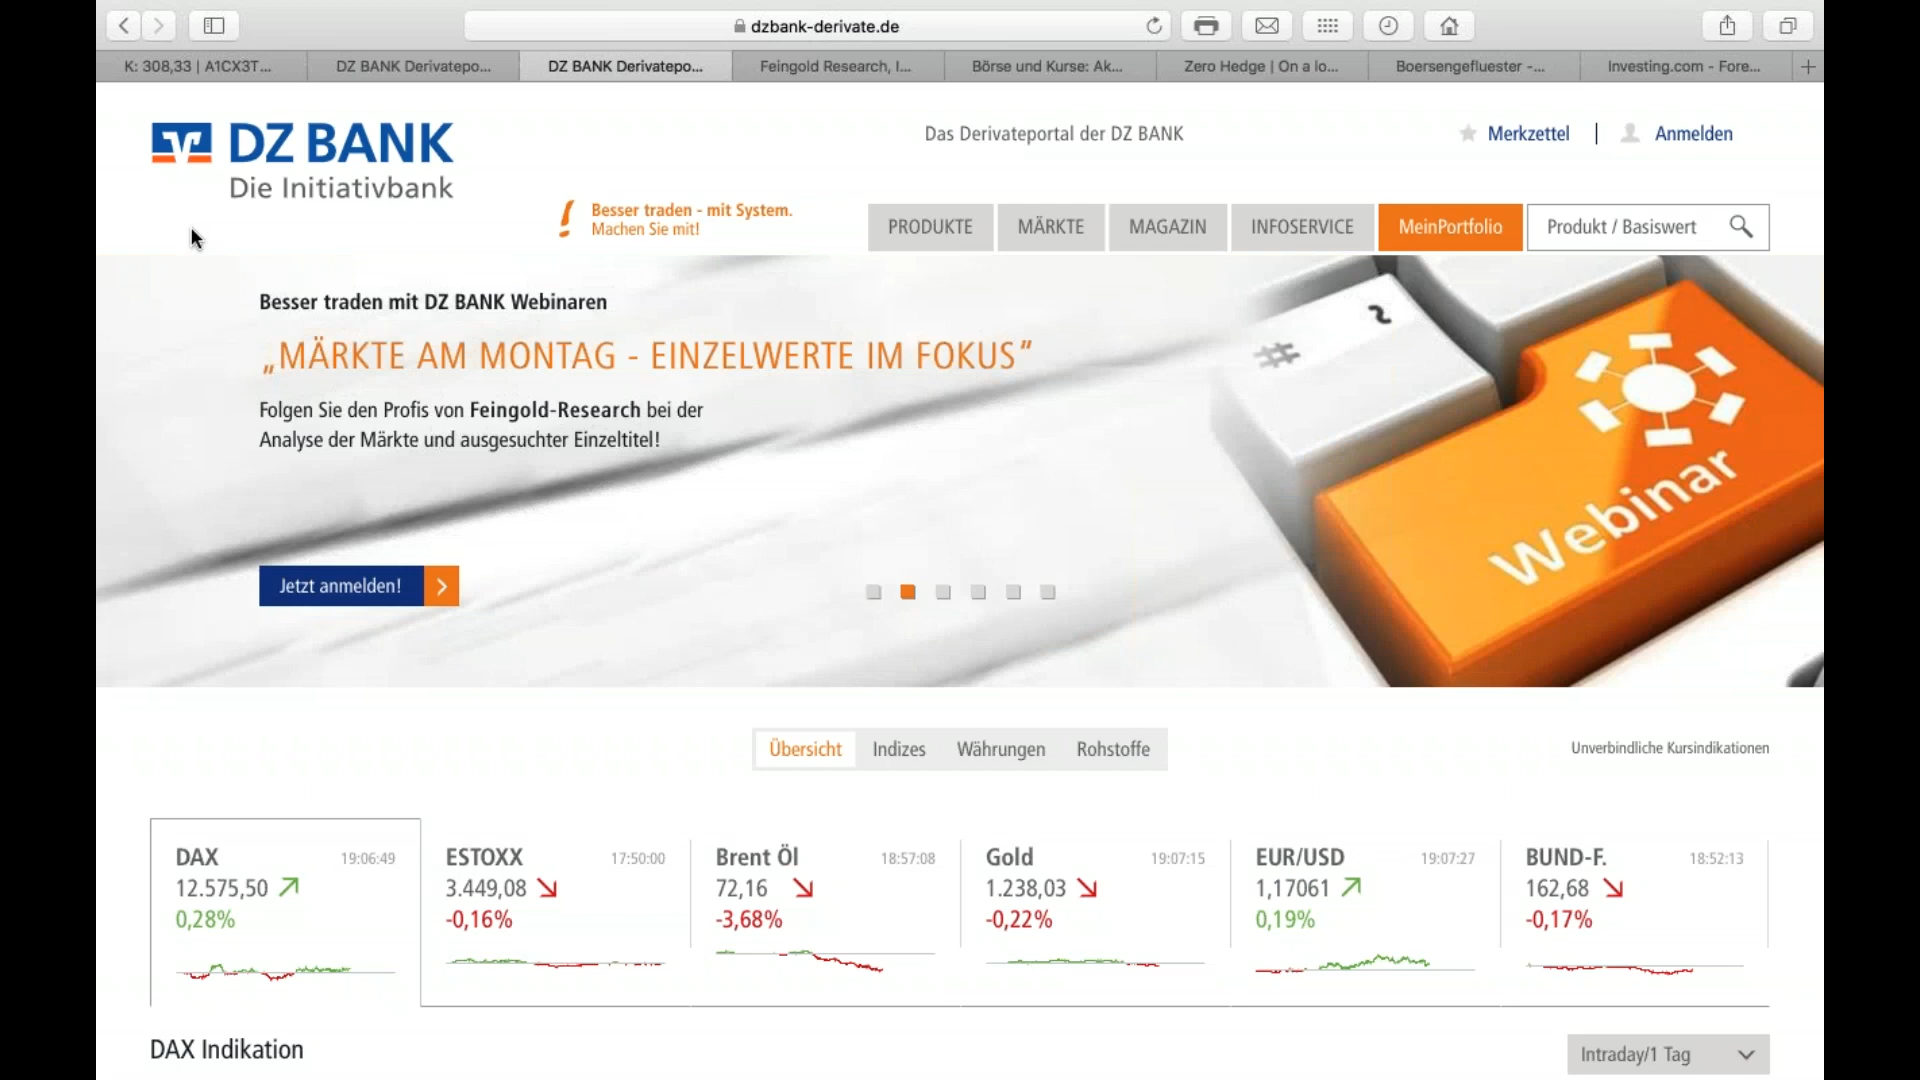 dzbank-derivate.de
K: 308,33 | A1CX3T...
DZ BANK Derivatepo...
DZ BANK Derivatepo...
Feingold Research, I...
Börse und Kurse: Ak...
Zero Hedge | On a lo...
Boersengefluester -...
Investing.com - Fore...
DZ BANK
Die Initiativbank
Das Derivateportal der DZ BANK
Merkzettel | Anmelden
Besser traden - mit System.
Machen Sie mit!
PRODUKTE
MÄRKTE
MAGAZIN
INFOSERVICE
MeinPortfolio
Produkt / Basiswert
Besser traden mit DZ BANK Webinaren
„MÄRKTE AM MONTAG - EINZELWERTE IM FOKUS"
Folgen Sie den Profis von Feingold-Research bei der
Analyse der Märkte und ausgesuchter Einzeltitel!
Jetzt anmelden!
#
Webinar
Übersicht
Indizes
Währungen
Rohstoffe
Unverbindliche Kursindikationen
DAX 19:06:49
12.575,50
0,28%
ESTOXX 17:50:00
3.449,08
-0,16%
Brent Öl 18:57:08
72,16
-3,68%
Gold 19:07:15
1.238,03
-0,22%
EUR/USD 19:07:27
1,17061
0,19%
BUND-F. 18:52:13
162,68
-0,17%
DAX Indikation
Intraday/1 Tag